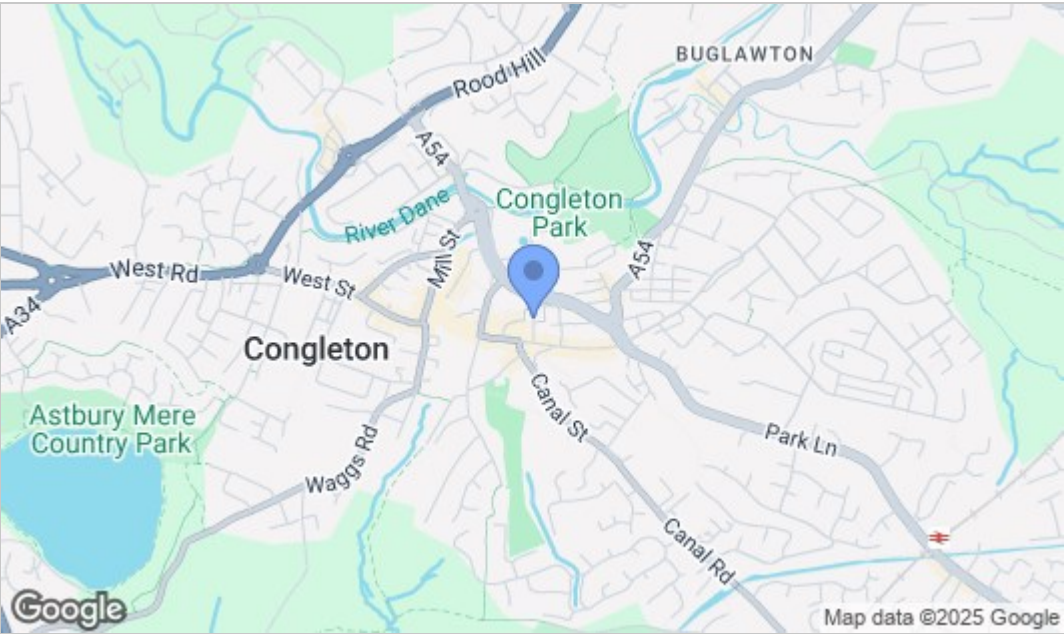 BUGLAWTON
Rood Hill
A54
Congleton
Park
River Dane
Mill St
A54
West Rd
West St
A34
Congleton
Canal St
Astbury Mere
Country Park
Waggs Rd
Park Ln
Canal Rd
Google
Map data ©2025 Google